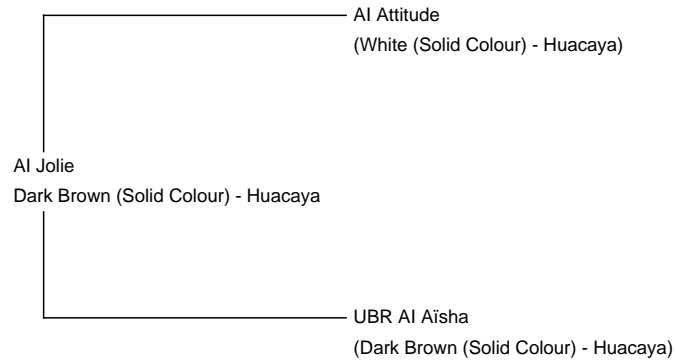 AI Attitude
(White (Solid Colour) - Huacaya)
AI Jolie
Dark Brown (Solid Colour) - Huacaya
UBR AI Aïsha
(Dark Brown (Solid Colour) - Huacaya)